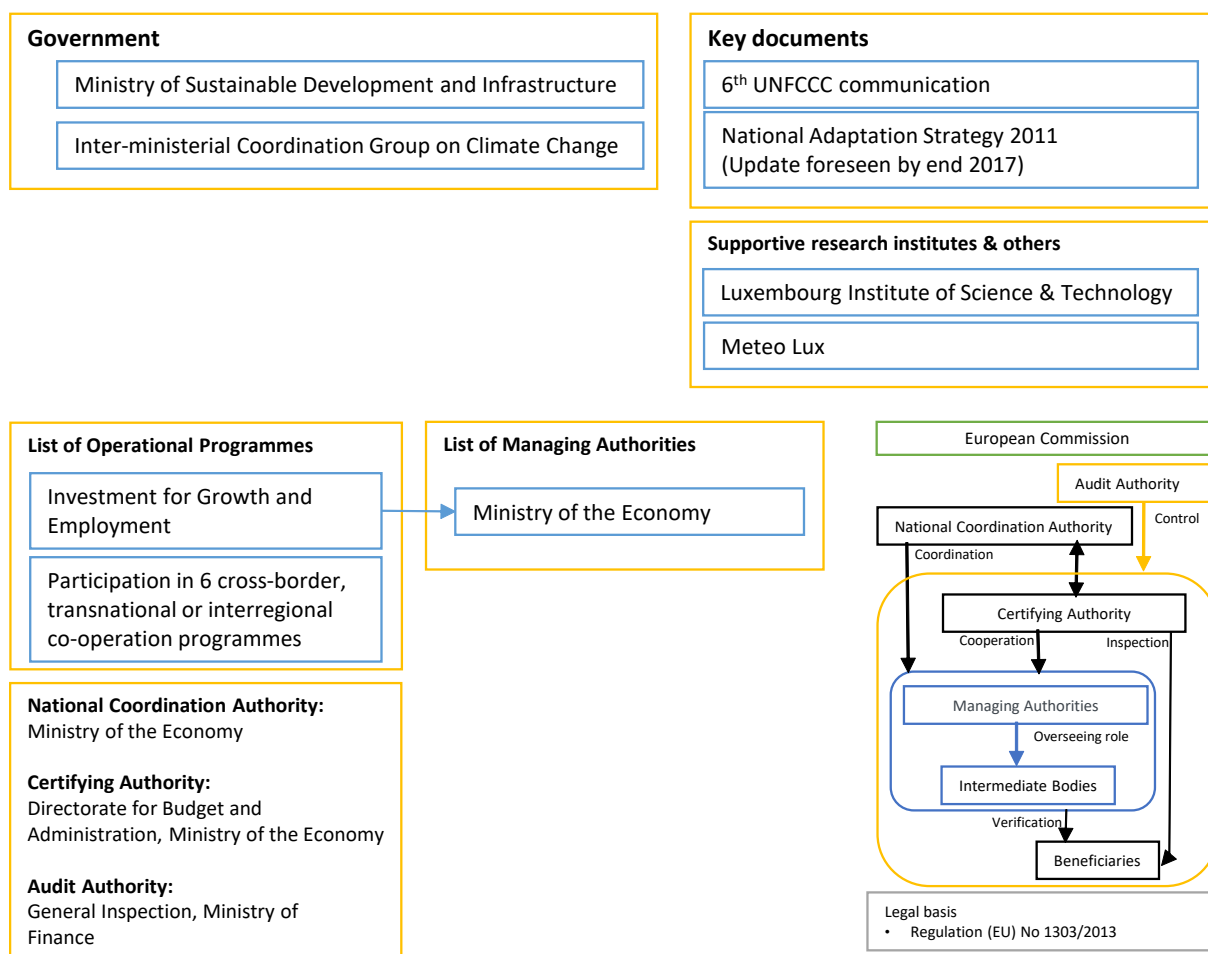 Government
Ministry of Sustainable Development and Infrastructure
Inter-ministerial Coordination Group on Climate Change
Key documents
6th UNFCCC communication
National Adaptation Strategy 2011
(Update foreseen by end 2017)
Supportive research institutes & others
Luxembourg Institute of Science & Technology
Meteo Lux
List of Operational Programmes
Investment for Growth and
Employment
Participation in 6 cross-border,
transnational or interregional
co-operation programmes
List of Managing Authorities
Ministry of the Economy
National Coordination Authority:
Ministry of the Economy
Certifying Authority:
Directorate for Budget and
Administration, Ministry of the Economy
Audit Authority:
General Inspection, Ministry of
Finance
European Commission
Audit Authority
National Coordination Authority
Control
Coordination
Certifying Authority
Cooperation
Inspection
Managing Authorities
Overseeing role
Intermediate Bodies
Verification
Beneficiaries
Legal basis
• Regulation (EU) No 1303/2013